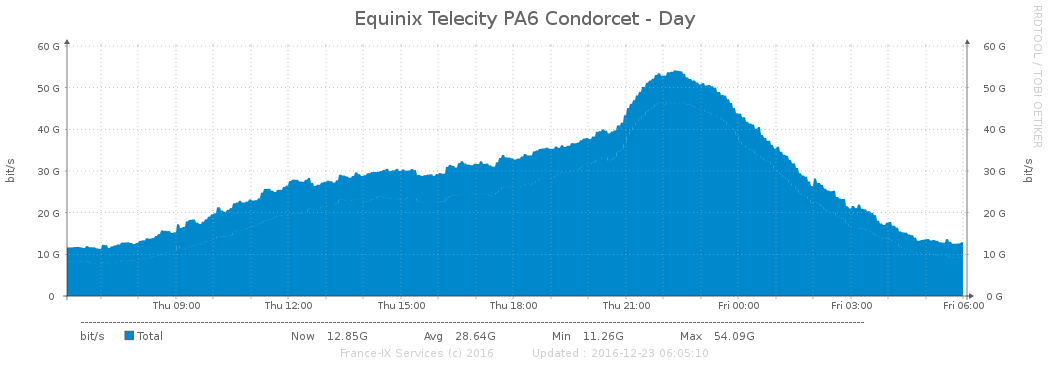 Equinix Telecity PA6 Condorcet - Day
RRDTOOL / TOBI OETIKER
bit/s
60 G 60 G
50 G 50 G
40 G 40 G
30 G 30 G
20 G 20 G
10 G 10 G
0 0 G
bit/s
Thu 09:00 Thu 12:00 Thu 15:00 Thu 18:00 Thu 21:00 Fri 00:00 Fri 03:00 Fri 06:00
bit/s Total Now 12.85G Avg 28.64G Min 11.26G Max 54.09G
France-IX Services (c) 2016 Updated : 2016-12-23 06:05:10